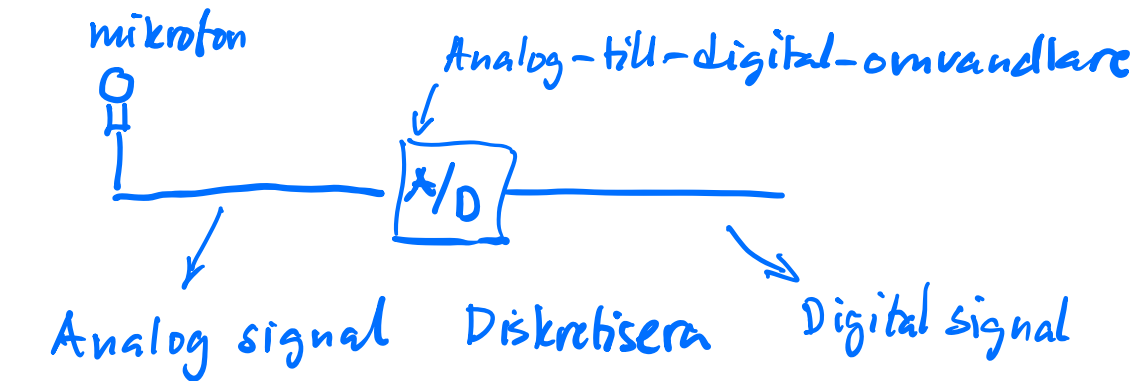 mikrofon
Analog-till-digital-omvandlare
A/D
Analog signal
Diskretisera
Digital signal